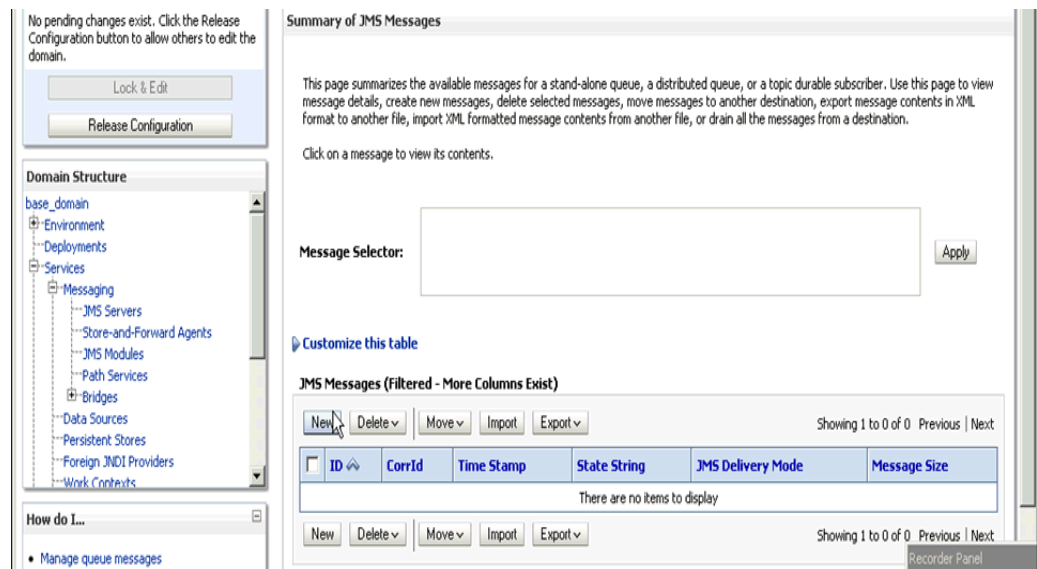 No pending changes exist. Click the Release
Configuration button to allow others to edit the
domain.
Lock & Edit
Release Configuration
Domain Structure
base_domain
Environment
Deployments
Services
Messaging
JMS Servers
Store-and-Forward Agents
JMS Modules
Path Services
Bridges
Data Sources
Persistent Stores
Foreign JNDI Providers
Work Contexts
How do I...
Manage queue messages
Summary of JMS Messages
This page summarizes the available messages for a stand-alone queue, a distributed queue, or a topic durable subscriber. Use this page to view
message details, create new messages, delete selected messages, move messages to another destination, export message contents in XML
format to another file, import XML formatted message contents from another file, or drain all the messages from a destination.
Click on a message to view its contents.
Message Selector:
Apply
Customize this table
JMS Messages (Filtered - More Columns Exist)
New Delete Move Import Export Showing 1 to 0 of 0 Previous | Next
ID CorrId Time Stamp State String JMS Delivery Mode Message Size
There are no items to display
New Delete Move Import Export Showing 1 to 0 of 0 Previous | Next
Recorder Panel